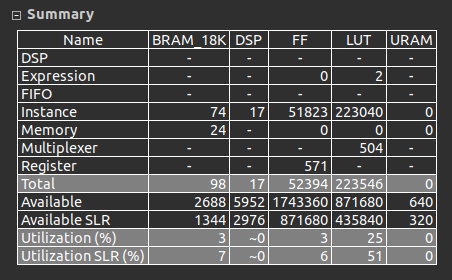 Summary
Name BRAM_18K DSP FF LUT URAM
DSP - - - - -
Expression - - 0 2 -
FIFO - - - - -
Instance 74 17 51823 223040 0
Memory 24 - 0 0 0
Multiplexer - - - 504 -
Register - - 571 - -
Total 98 17 52394 223546 0
Available 2688 5952 1743360 871680 640
Available SLR 1344 2976 871680 435840 320
Utilization (%) 3 ~0 3 25 0
Utilization SLR (%) 7 ~0 6 51 0